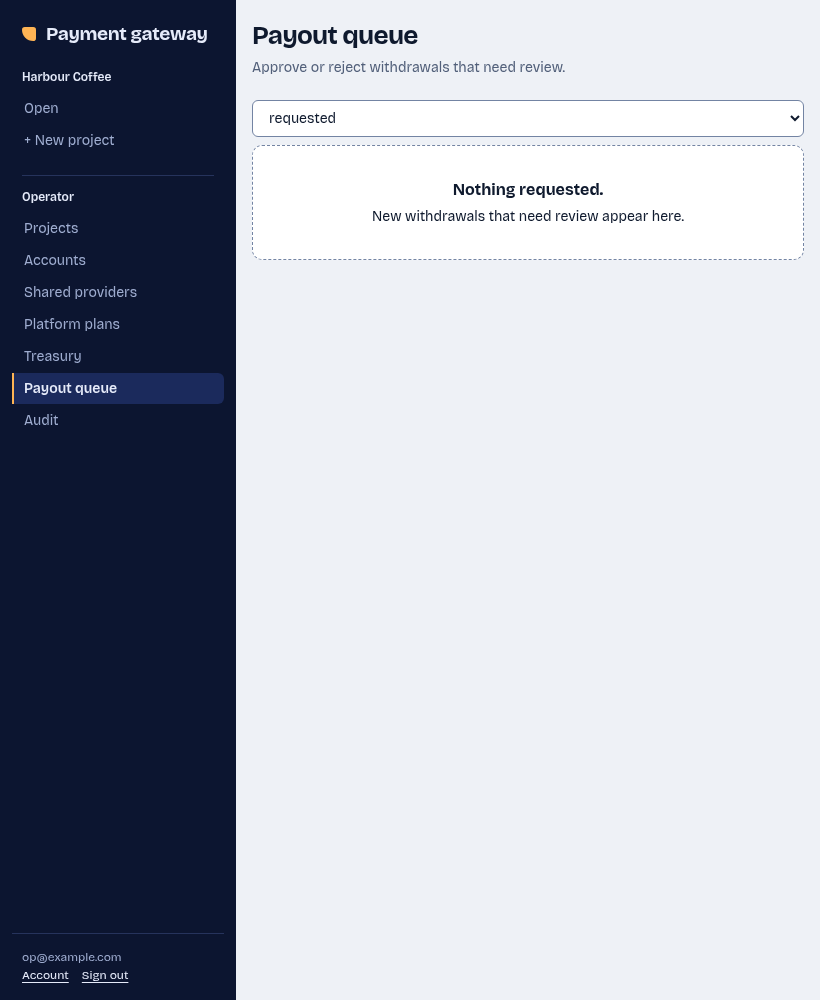 Payment gateway
Harbour Coffee
Open
+ New project
Operator
Projects
Accounts
Shared providers
Platform plans
Treasury
Payout queue
Audit
op@example.com
Account Sign out
Payout queue
Approve or reject withdrawals that need review.
requested
Nothing requested.
New withdrawals that need review appear here.